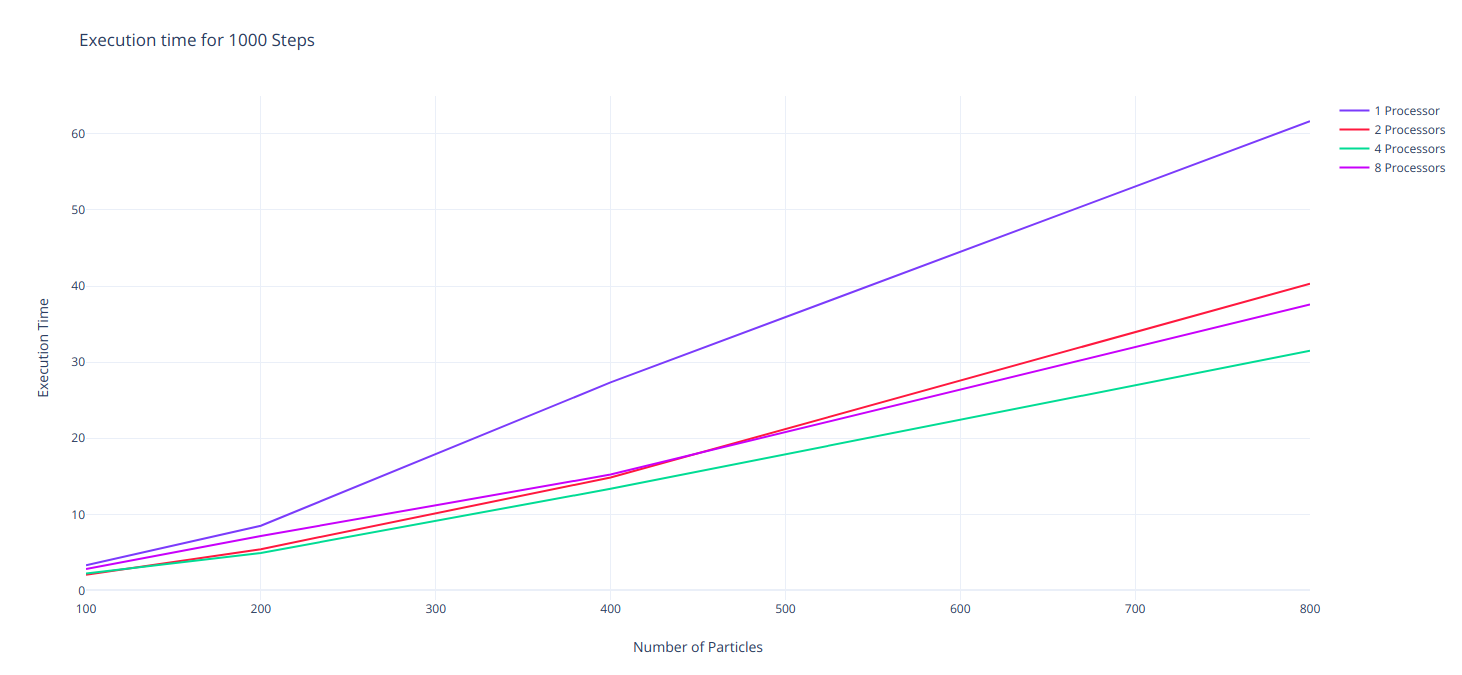 Execution time for 1000 Steps
1 Processor
2 Processors
4 Processors
8 Processors
60
50
40
30
20
10
0
Execution Time
100 200 300 400 500 600 700 800
Number of Particles